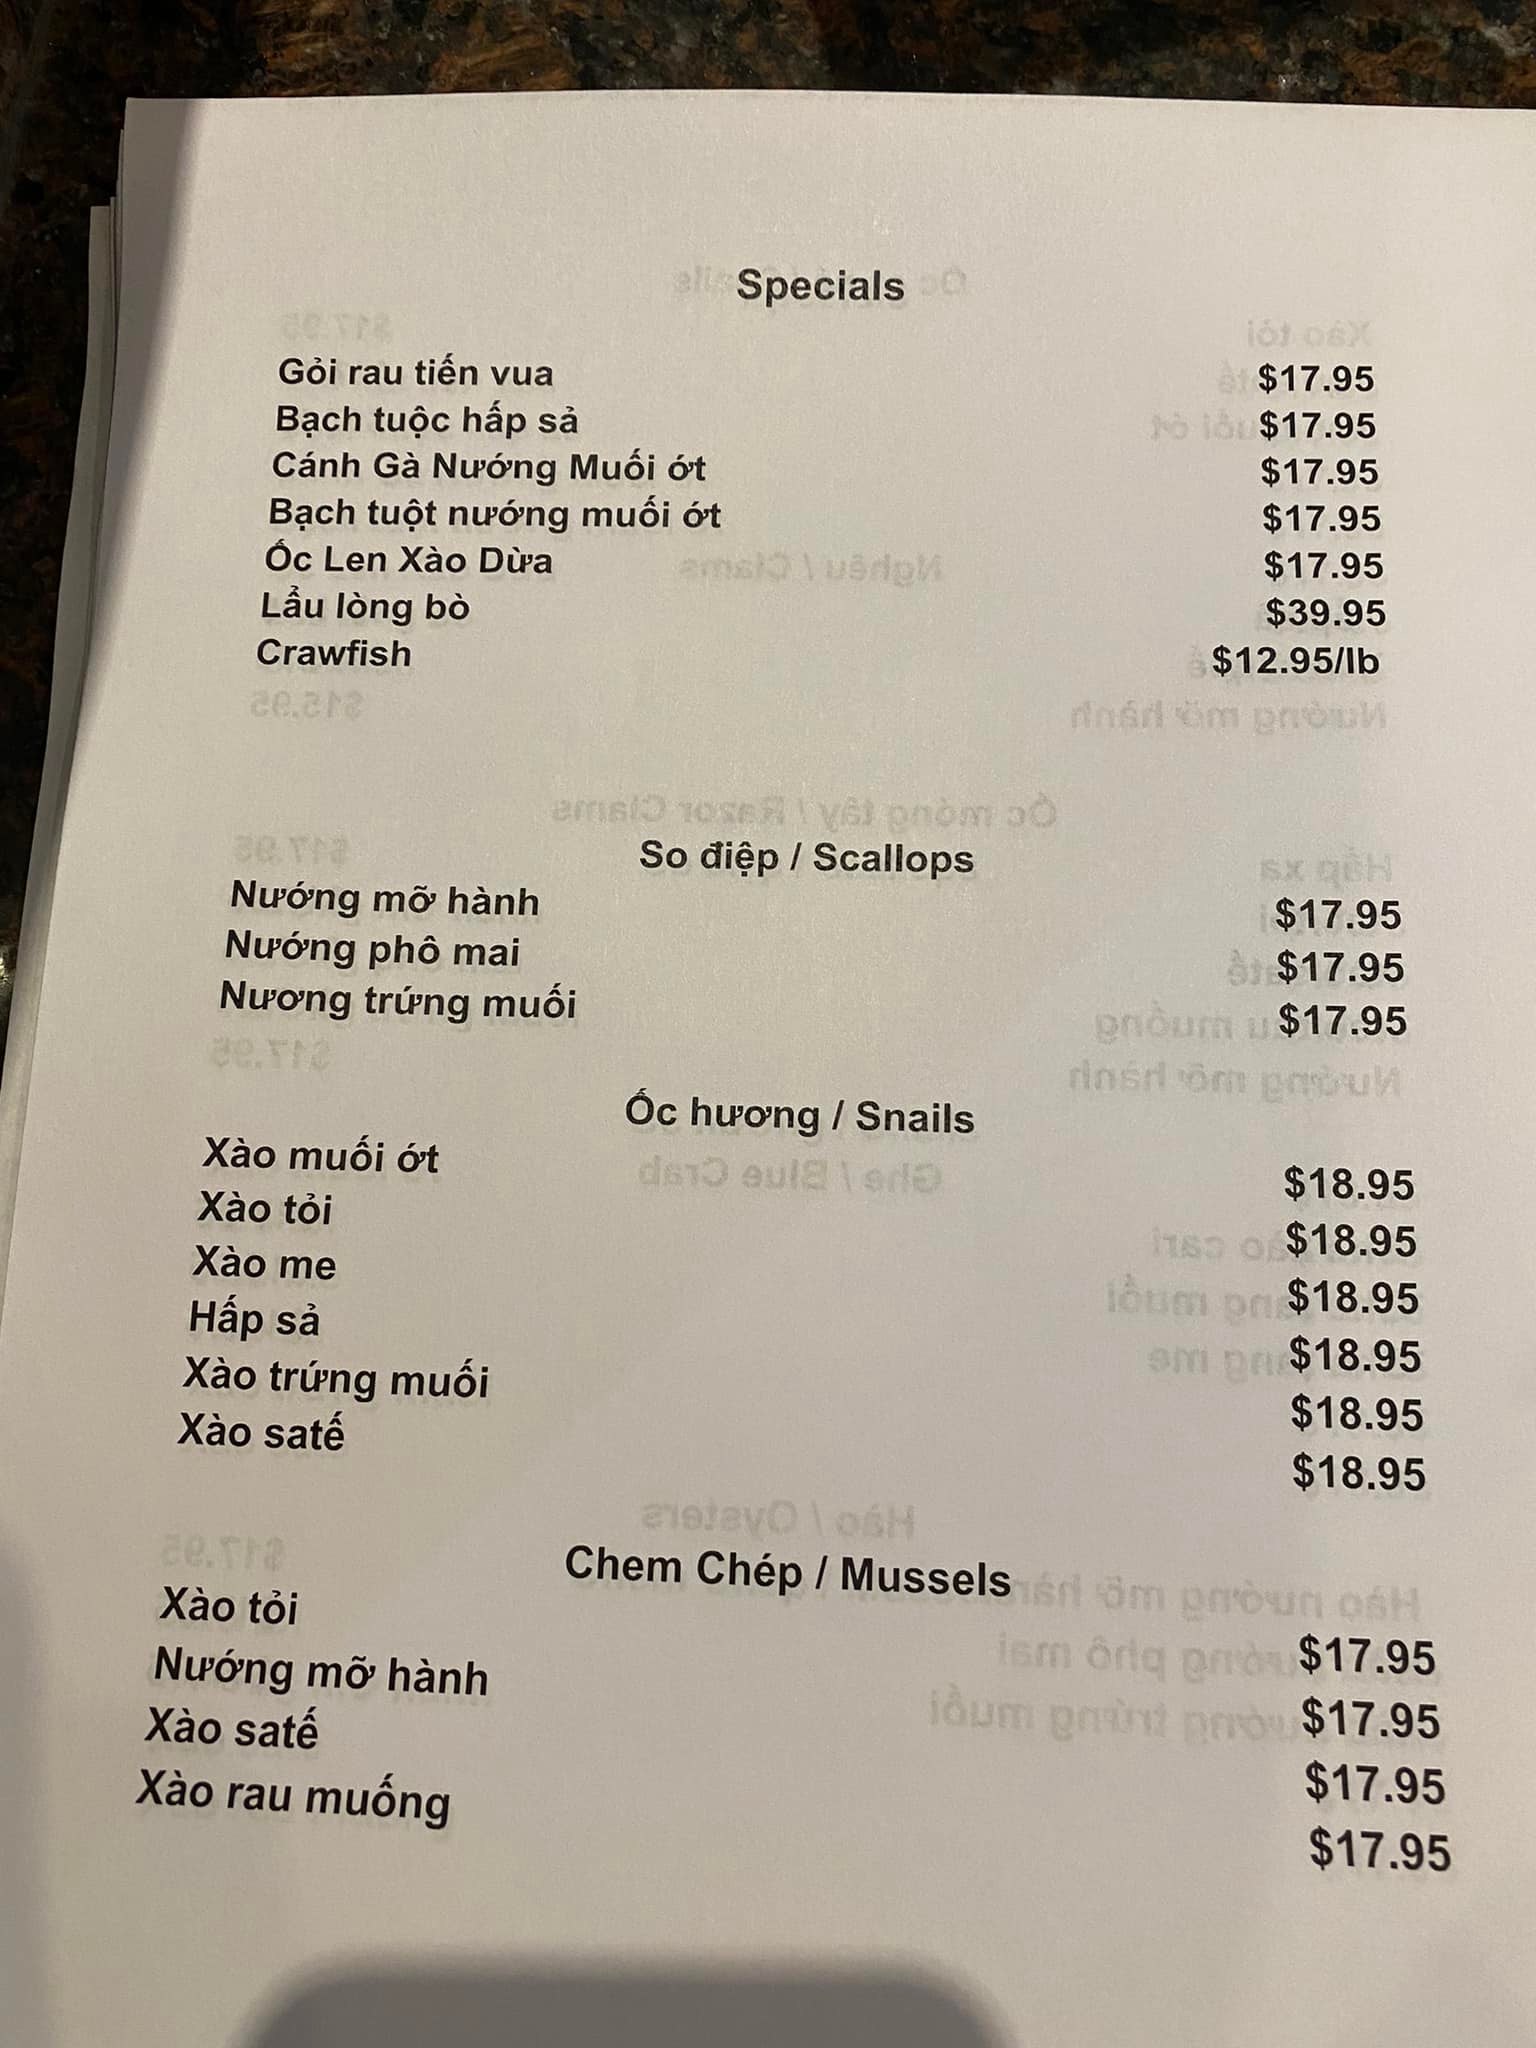 Specials
Gỏi rau tiến vua $17.95
Bạch tuộc hấp sả $17.95
Cánh Gà Nướng Muối ớt $17.95
Bạch tuột nướng muối ớt $17.95
Ốc Len Xào Dừa $17.95
Lẩu lòng bò $39.95
Crawfish $12.95/lb
So điệp / Scallops
Nướng mỡ hành $17.95
Nướng phô mai $17.95
Nương trứng muối $17.95
Ốc hương / Snails
Xào muối ớt $18.95
Xào tỏi $18.95
Xào me $18.95
Hấp sả $18.95
Xào trứng muối $18.95
Xào satế $18.95
Chem Chép / Mussels
Xào tỏi $17.95
Nướng mỡ hành $17.95
Xào satế $17.95
Xào rau muống $17.95